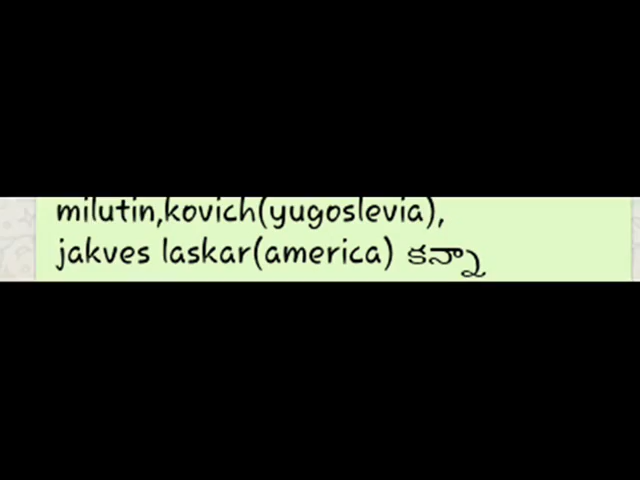 milutin,kovich(yugoslevia),
jakves laskar(america) కన్నా